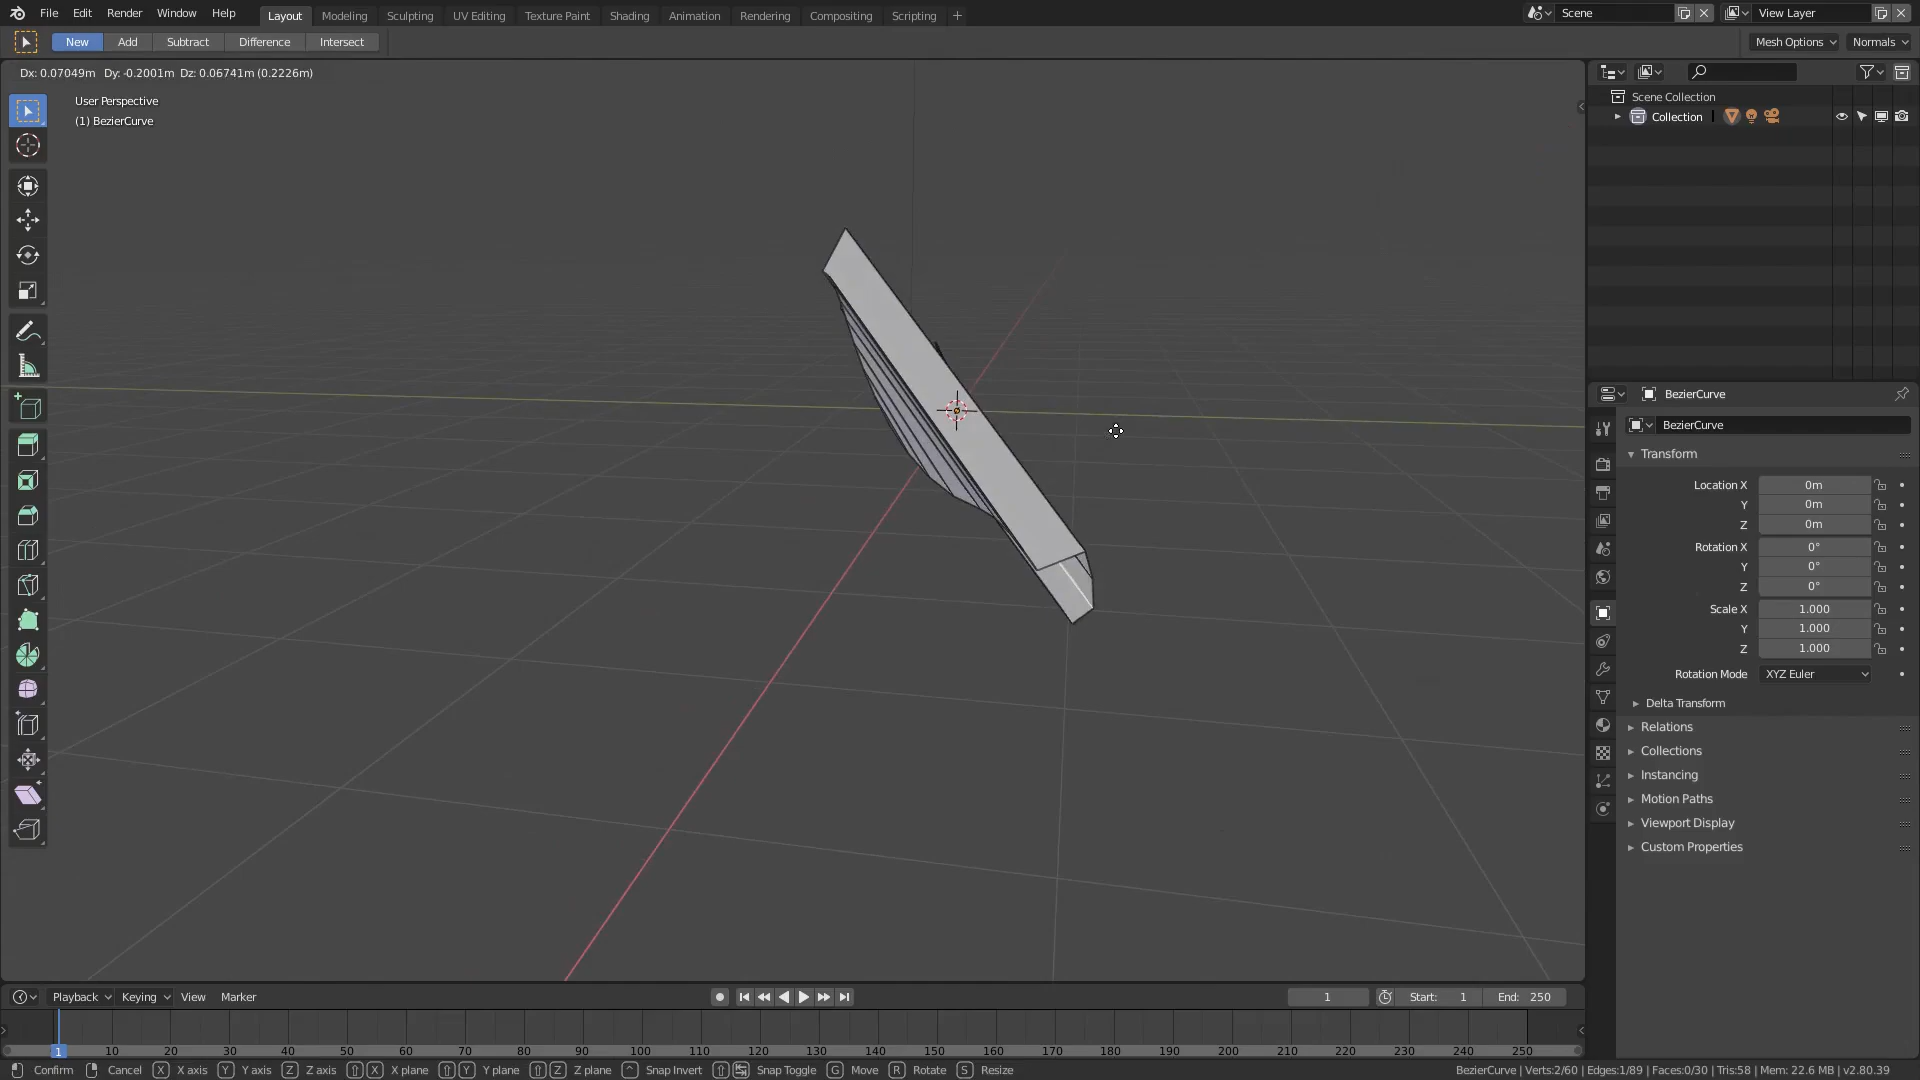 File Edit Render Window Help Layout Modeling Sculpting UV Editing Texture Paint Shading Animation Rendering Compositing Scripting + Scene View Layer
New Add Subtract Difference Intersect Mesh Options Normals
Dx: 0.07049m Dy: -0.2001m Dz: 0.06741m (0.2226m)
User Perspective
(1) BezierCurve
Scene Collection
Collection
BezierCurve
BezierCurve
Transform
Location X 0m
Y 0m
Z 0m
Rotation X 0°
Y 0°
Z 0°
Scale X 1.000
Y 1.000
Z 1.000
Rotation Mode XYZ Euler
Delta Transform
Relations
Collections
Instancing
Motion Paths
Viewport Display
Custom Properties
Playback Keying View Marker 1 Start: 1 End: 250
1 10 20 30 40 50 60 70 80 90 100 110 120 130 140 150 160 170 180 190 200 210 220 230 240 250
Confirm Cancel X X axis Y Y axis Z Z axis X X plane Y Y plane Z Z plane Snap Invert Snap Toggle G Move R Rotate S Resize BezierCurve | Verts:2/60 | Edges:1/89 | Faces:0/30 | Tris:58 | Mem: 22.6 MB | v2.80.39